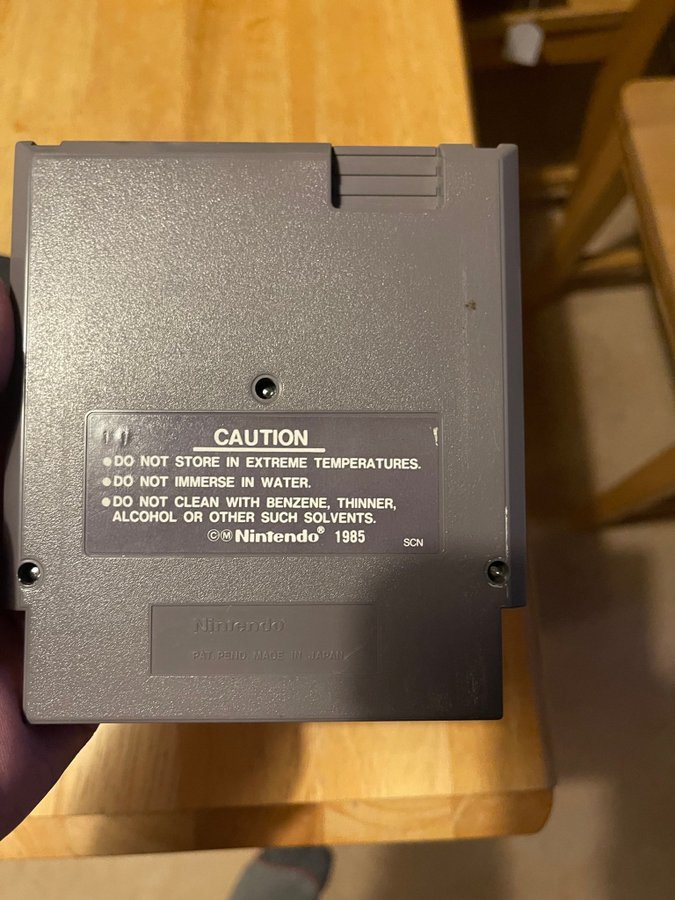 CAUTION
●DO NOT STORE IN EXTREME TEMPERATURES.
●DO NOT IMMERSE IN WATER.
●DO NOT CLEAN WITH BENZENE, THINNER,
ALCOHOL OR OTHER SUCH SOLVENTS.
©Ⓜ Nintendo® 1985
SCN
Nintendo
PAT. PEND. MADE IN JAPAN